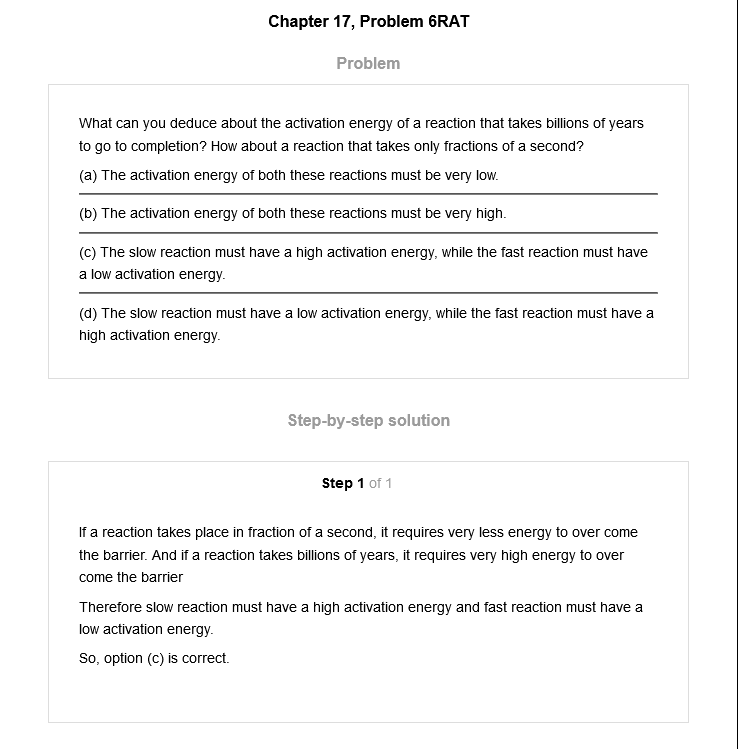 Chapter 17, Problem 6RAT
Problem
What can you deduce about the activation energy of a reaction that takes billions of years
to go to completion? How about a reaction that takes only fractions of a second?
(a) The activation energy of both these reactions must be very low.
(b) The activation energy of both these reactions must be very high.
(c) The slow reaction must have a high activation energy, while the fast reaction must have
a low activation energy.
(d) The slow reaction must have a low activation energy, while the fast reaction must have a
high activation energy.
Step-by-step solution
Step 1 of 1
If a reaction takes place in fraction of a second, it requires very less energy to over come
the barrier. And if a reaction takes billions of years, it requires very high energy to over
come the barrier
Therefore slow reaction must have a high activation energy and fast reaction must have a
low activation energy.
So, option (c) is correct.